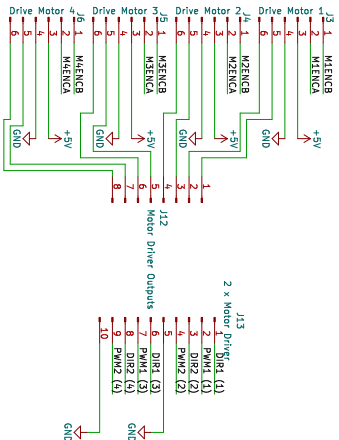 Drive Motor 4
J6
6
5
4
3
2
1
M4ENCA
M4ENCB
GND
+5V
Drive Motor 3
J5
6
5
4
3
2
1
M3ENCA
M3ENCB
GND
+5V
Drive Motor 2
J4
6
5
4
3
2
1
M2ENCA
M2ENCB
GND
+5V
Drive Motor 1
J3
6
5
4
3
2
1
M1ENCA
M1ENCB
GND
+5V
8
7
6
5
4
3
2
1
J12
Motor Driver Outputs
J13
2 x Motor Driver
10
9
8
7
6
5
4
3
2
1
PWM2 (4)
DIR2 (4)
PWM1 (3)
DIR1 (3)
PWM2 (2)
DIR2 (2)
PWM1 (1)
DIR1 (1)
GND
GND